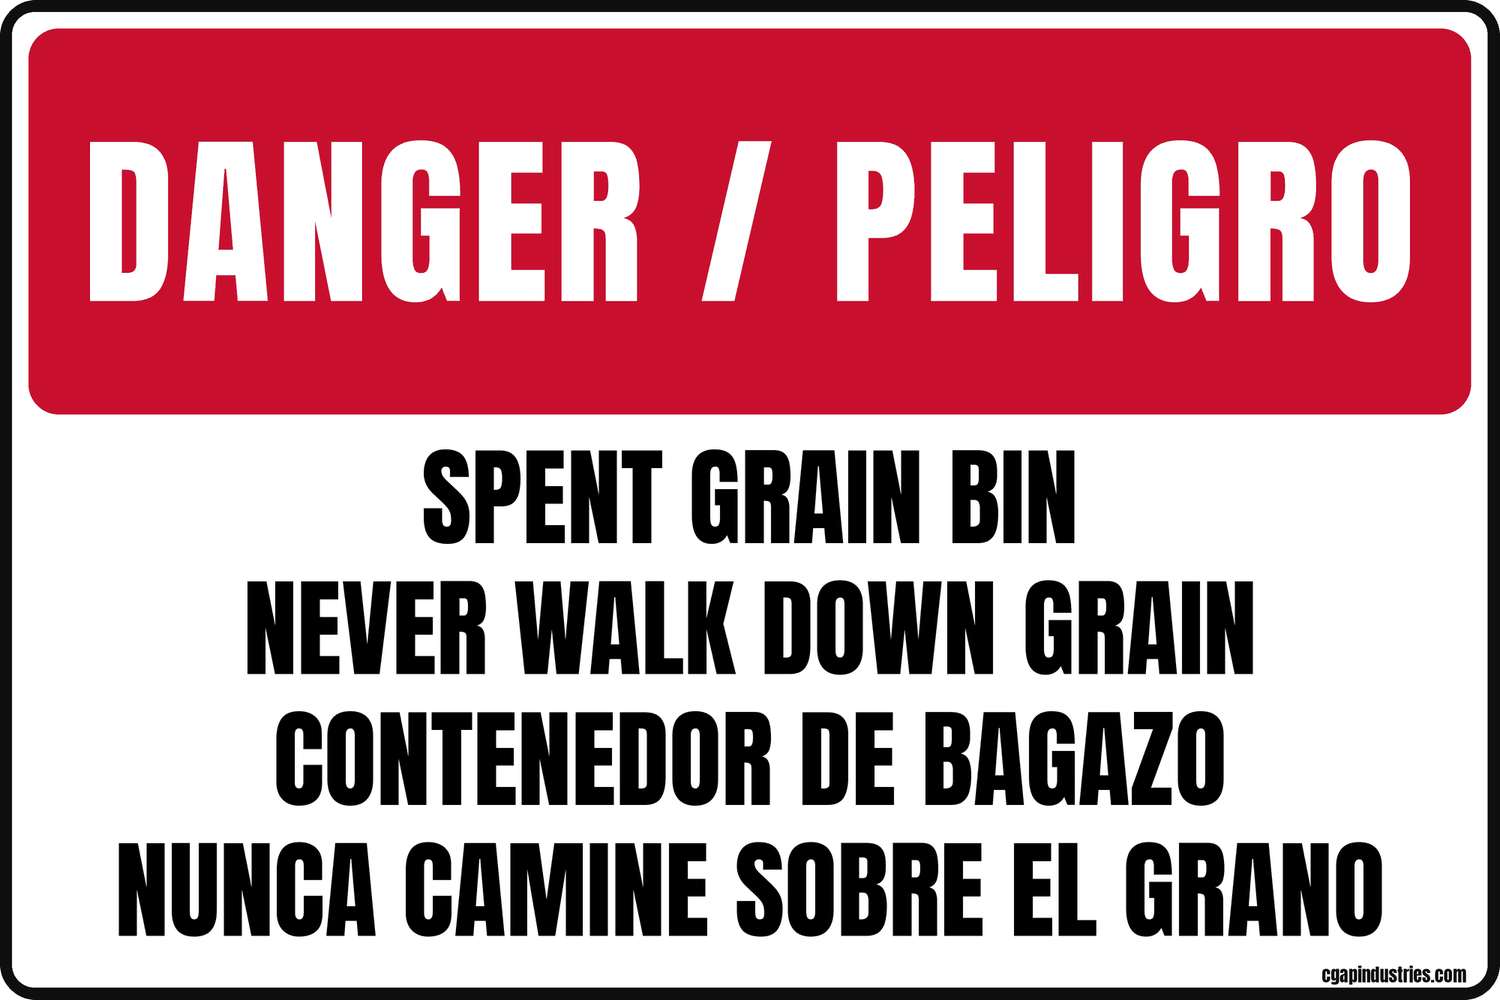 DANGER / PELIGRO
SPENT GRAIN BIN
NEVER WALK DOWN GRAIN
CONTENEDOR DE BAGAZO
NUNCA CAMINE SOBRE EL GRANO
cgapindustries.com